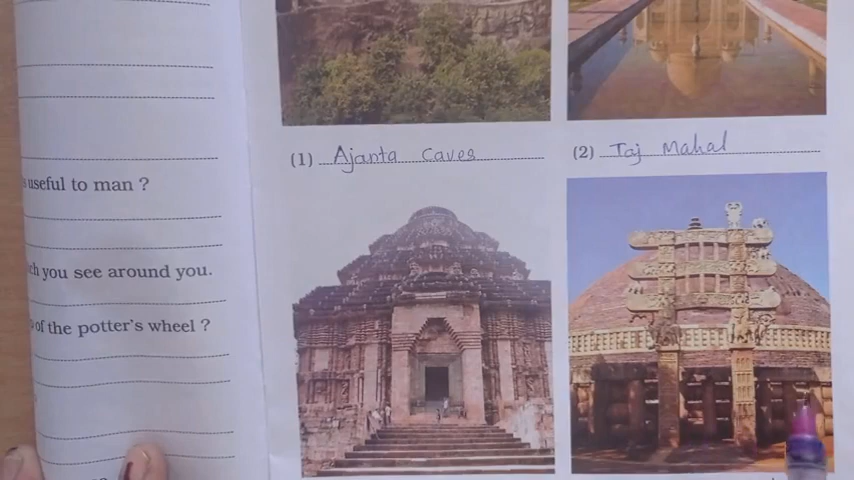 useful to man ?
ch you see around you.
of the potter's wheel ?
(1) Ajanta caves
(2) Taj Mahal